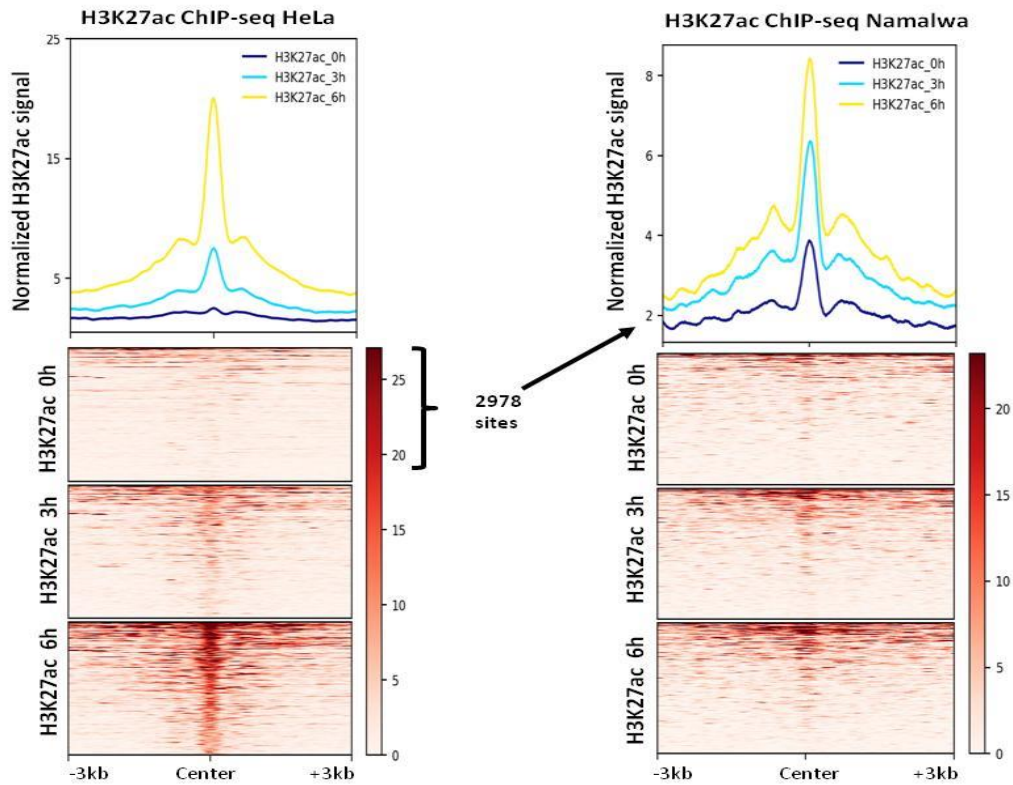 H3K27ac ChIP-seq HeLa
Normalized H3K27ac signal
25
15
5
H3K27ac_0h
H3K27ac_3h
H3K27ac_6h
H3K27ac 0h
H3K27ac 3h
H3K27ac 6h
25
20
15
10
5
0
-3kb Center +3kb
2978
sites
H3K27ac ChIP-seq Namalwa
Normalized H3K27ac signal
8
6
4
2
H3K27ac_0h
H3K27ac_3h
H3K27ac_6h
H3K27ac 0h
H3K27ac 3h
H3K27ac 6h
20
15
10
5
0
-3kb Center +3kb